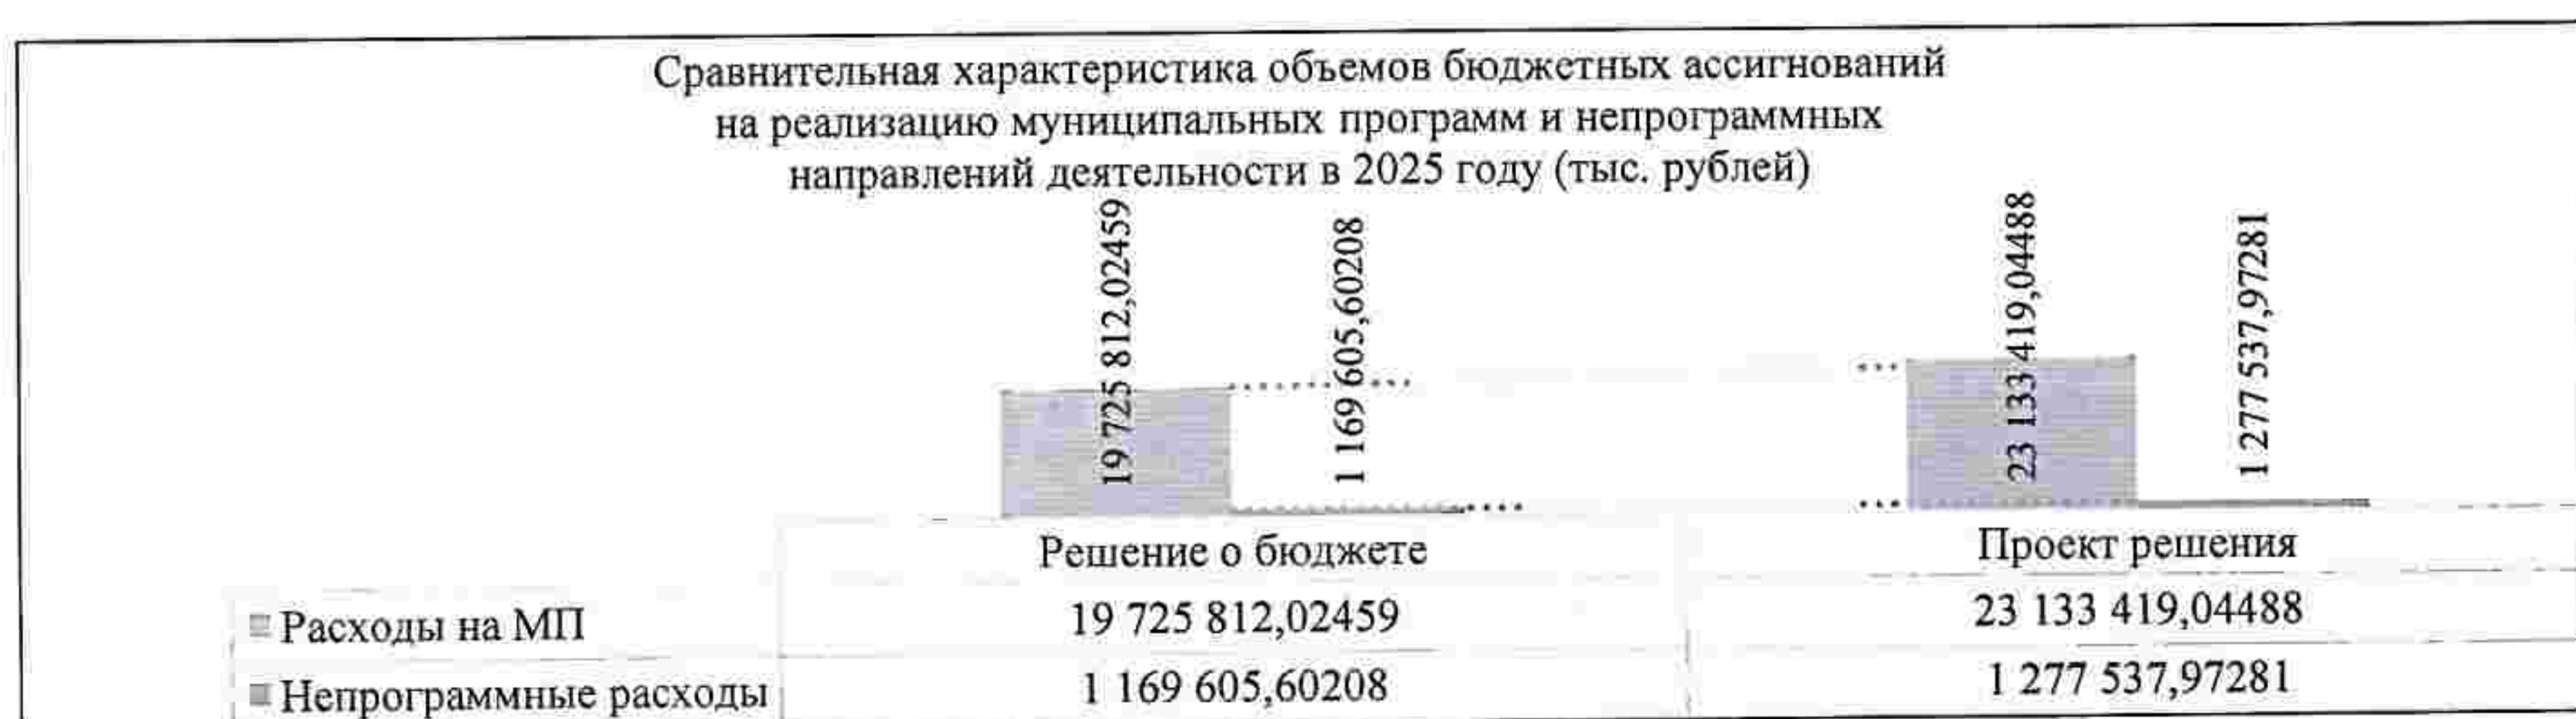 Сравнительная характеристика объемов бюджетных ассигнований
на реализацию муниципальных программ и непрограммных
направлений деятельности в 2025 году (тыс. рублей)
19 725 812,02459
1 169 605,60208
23 133 419,04488
1 277 537,97281
Решение о бюджете Проект решения
Расходы на МП 19 725 812,02459 23 133 419,04488
Непрограммные расходы 1 169 605,60208 1 277 537,97281